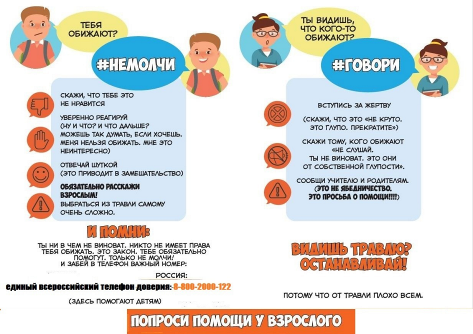 ТЕБЯ
ОБИЖАЮТ?
#НЕМОЛЧИ
СКАЖИ, ЧТО ТЕБЕ ЭТО
НЕ НРАВИТСЯ
УВЕРЕННО РЕАГИРУЙ
(НУ И ЧТО? И ЧТО ДАЛЬШЕ?
МОЖЕШЬ ТАК ДУМАТЬ, ЕСЛИ ХОЧЕШЬ.
МЕНЯ НЕЛЬЗЯ ОБИЖАТЬ. МНЕ ЭТО
НЕИНТЕРЕСНО)
ОТВЕЧАЙ ШУТКОЙ
(ЭТО ПРИВОДИТ В ЗАМЕШАТЕЛЬСТВО)
ОБЯЗАТЕЛЬНО РАССКАЖИ
ВЗРОСЛЫМ!
ВЫБРАТЬСЯ ИЗ ТРАВЛИ САМОМУ
ОЧЕНЬ СЛОЖНО.
И ПОМНИ:
ТЫ НИ В ЧЕМ НЕ ВИНОВАТ. НИКТО НЕ ИМЕЕТ ПРАВА
ТЕБЯ ОБИЖАТЬ. ЭТО ЗАКОН. ТЕБЕ ОБЯЗАТЕЛЬНО
ПОМОГУТ. ТОЛЬКО НЕ МОЛЧИ!
И ЗАБЕЙ В ТЕЛЕФОН ВАЖНЫЙ НОМЕР:
РОССИЯ:
единый всероссийский телефон доверия: 8-800-2000-122
(ЗДЕСЬ ПОМОГАЮТ ДЕТЯМ)
ТЫ ВИДИШЬ,
ЧТО КОГО-ТО
ОБИЖАЮТ?
#ГОВОРИ
ВСТУПИСЬ ЗА ЖЕРТВУ
(СКАЖИ, ЧТО ЭТО «НЕ КРУТО.
ЭТО ГЛУПО. ПРЕКРАТИТЕ»)
СКАЖИ ТОМУ, КОГО ОБИЖАЮТ
«НЕ СЛУШАЙ.
ТЫ НЕ ВИНОВАТ. ЭТО ОНИ
ОТ СОБСТВЕННОЙ ГЛУПОСТИ».
СООБЩИ УЧИТЕЛЮ И РОДИТЕЛЯМ.
(ЭТО НЕ ЯБЕДНИЧЕСТВО.
ЭТО ПРОСЬБА О ПОМОЩИ!!!!)
ВИДИШЬ ТРАВЛЮ?
ОСТАНАВЛИВАЙ!
ПОТОМУ ЧТО ОТ ТРАВЛИ ПЛОХО ВСЕМ.
ПОПРОСИ ПОМОЩИ У ВЗРОСЛОГО